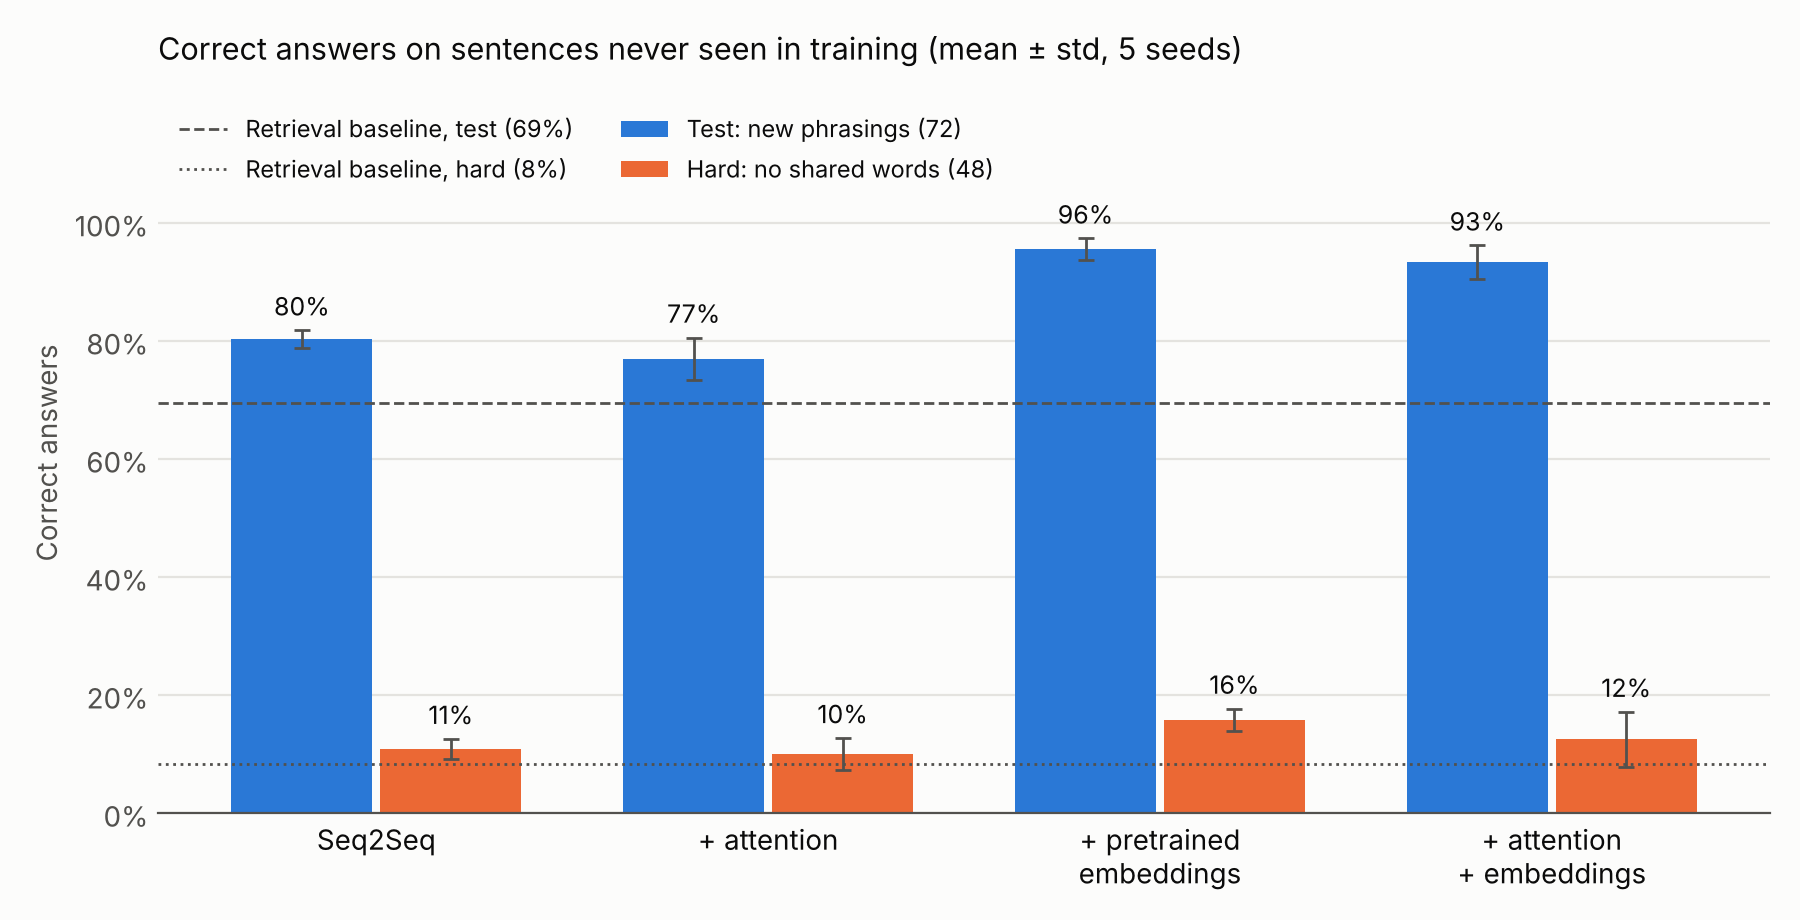 Correct answers on sentences never seen in training (mean ± std, 5 seeds)
Retrieval baseline, test (69%)
Retrieval baseline, hard (8%)
Test: new phrasings (72)
Hard: no shared words (48)
Correct answers
100%
80%
60%
40%
20%
0%
80%
11%
77%
10%
96%
16%
93%
12%
Seq2Seq
+ attention
+ pretrained
embeddings
+ attention
+ embeddings